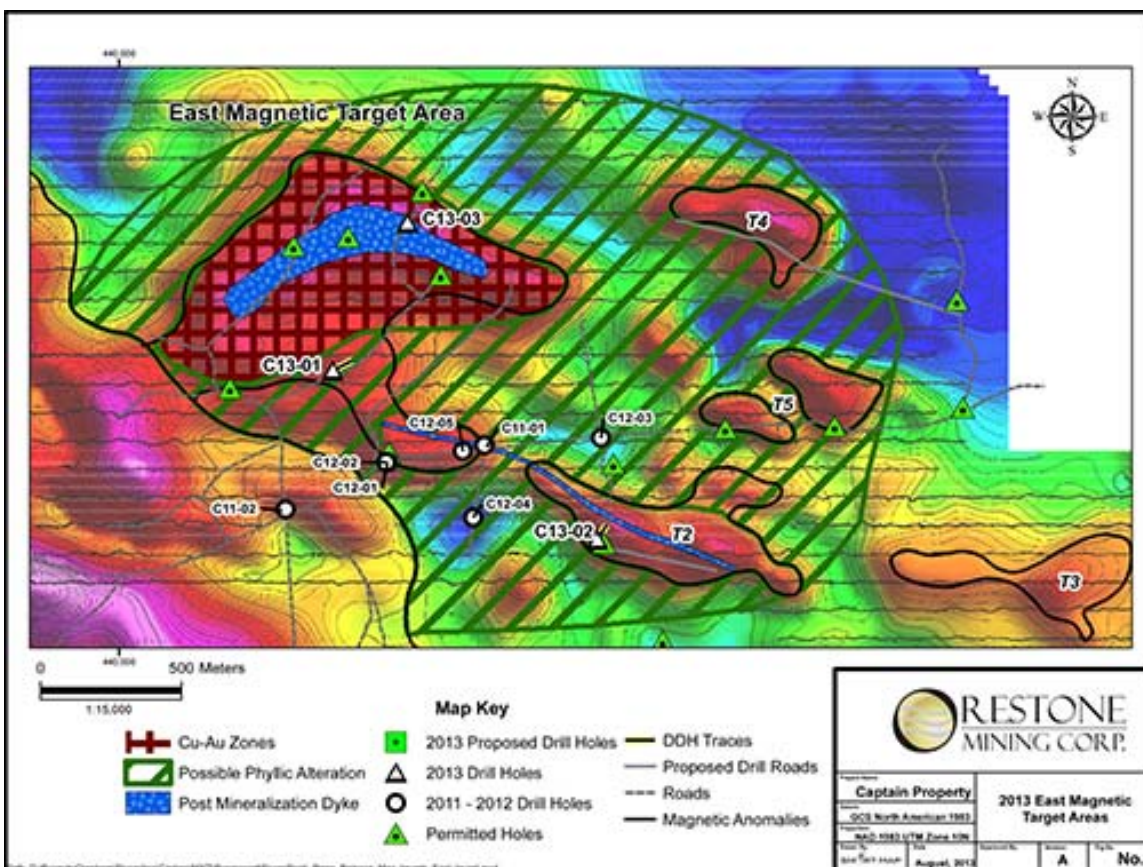 440,000
East Magnetic Target Area
N
W E
S
C13-03
T4
C13-01
T5
C12-05
C11-01
C12-03
C12-02
C12-01
C11-02
C12-04
C13-02
T2
T3
440,000
0 500 Meters
1:15,000
Map Key
Cu-Au Zones
Possible Phyllic Alteration
Post Mineralization Dyke
2013 Proposed Drill Holes
2013 Drill Holes
2011 - 2012 Drill Holes
Permitted Holes
DDH Traces
Proposed Drill Roads
Roads
Magnetic Anomalies
ORESTONE
MINING CORP.
Captain Property
GCS North American 1983
NAD 1983 UTM Zone 10N
2013 East Magnetic
Target Areas
August, 2013
A